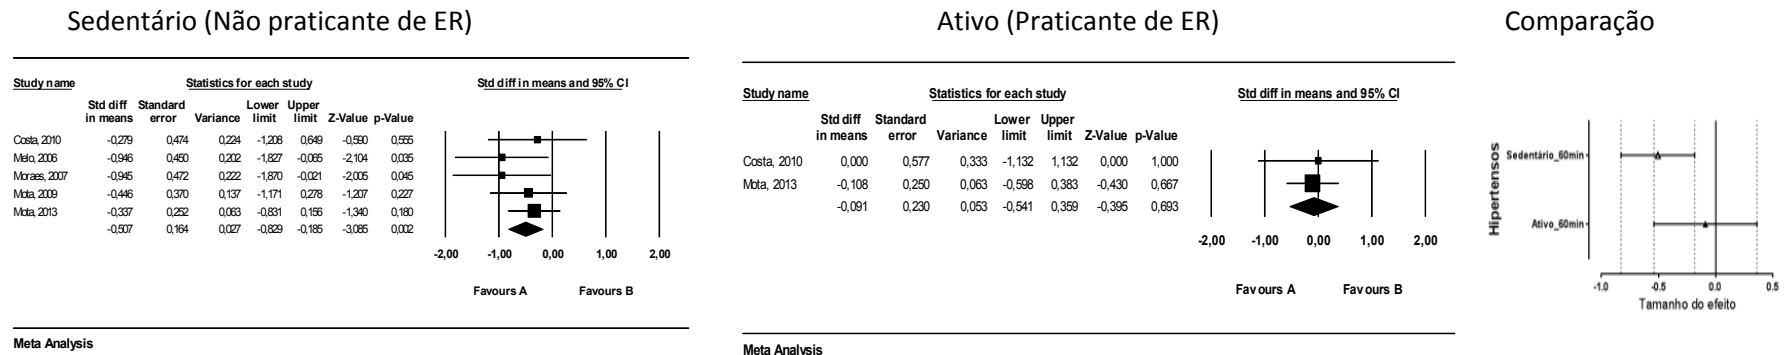 Sedentário (Não praticante de ER)
Study name Statistics for each study Std diff in means and 95% CI
Std diff Standard Lower Upper
in means error Variance limit limit Z-Value p-Value
Costa, 2010 -0,279 0,474 0,224 -1,208 0,649 -0,590 0,555
Melo, 2006 -0,946 0,450 0,202 -1,827 -0,065 -2,104 0,035
Moraes, 2007 -0,945 0,472 0,222 -1,870 -0,021 -2,005 0,045
Mota, 2009 -0,446 0,370 0,137 -1,171 0,278 -1,207 0,227
Mota, 2013 -0,337 0,252 0,063 -0,831 0,156 -1,340 0,180
-0,507 0,164 0,027 -0,829 -0,185 -3,085 0,002
-2,00 -1,00 0,00 1,00 2,00
Favours A Favours B
Meta Analysis
Ativo (Praticante de ER)
Study name Statistics for each study Std diff in means and 95% CI
Std diff Standard Lower Upper
in means error Variance limit limit Z-Value p-Value
Costa, 2010 0,000 0,577 0,333 -1,132 1,132 0,000 1,000
Mota, 2013 -0,108 0,250 0,063 -0,598 0,383 -0,430 0,667
-0,091 0,230 0,053 -0,541 0,359 -0,395 0,693
-2,00 -1,00 0,00 1,00 2,00
Favours A Favours B
Meta Analysis
Comparação
Hipertensos
Sedentário_60min
Ativo_60min
-1.0 -0.5 0.0 0.5
Tamanho do efeito